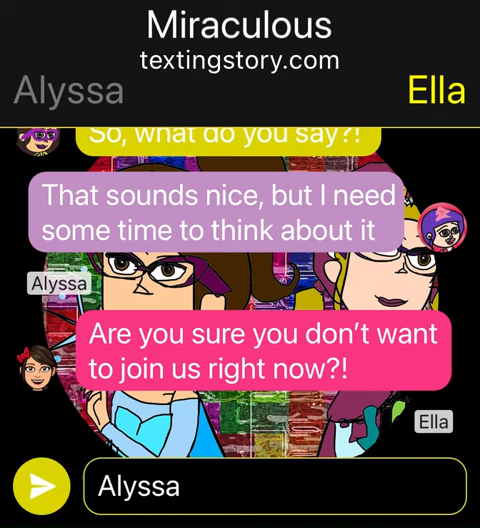 Miraculous
textingstory.com
Alyssa Ella
So, what do you say?!
That sounds nice, but I need
some time to think about it
Alyssa
Are you sure you don't want
to join us right now?!
Ella
Alyssa